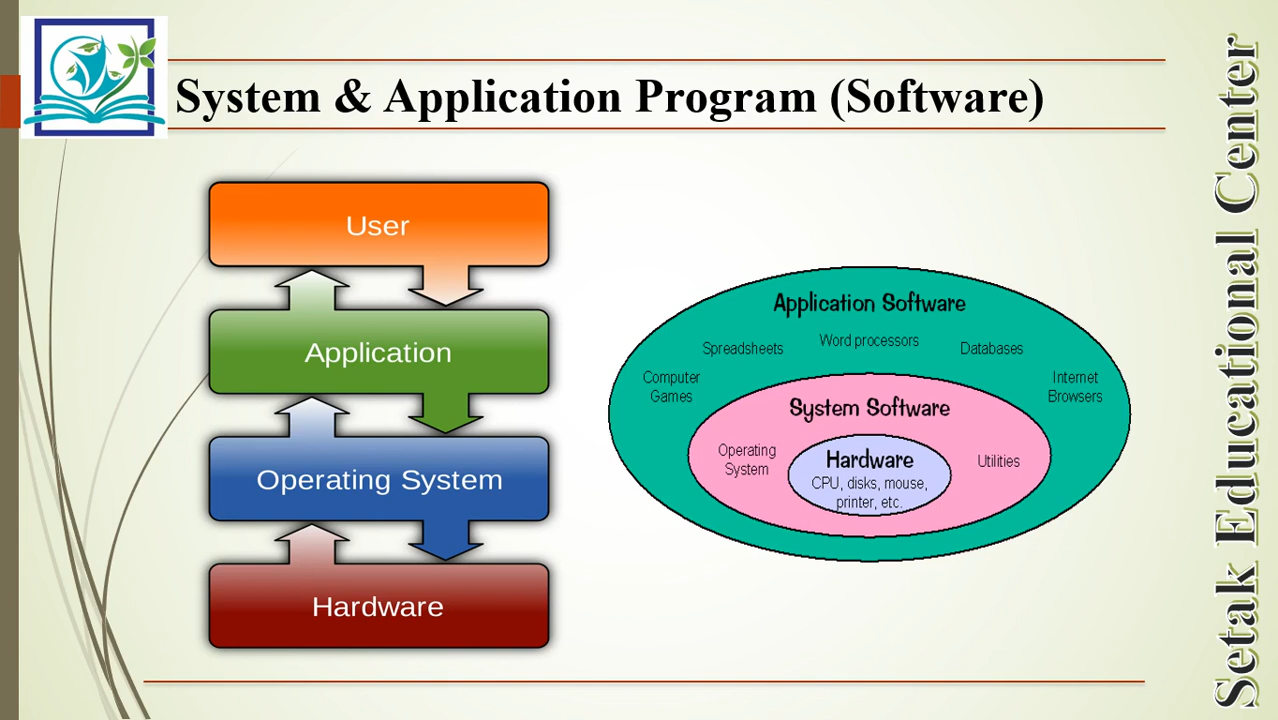 System & Application Program (Software)
User
Application
Operating System
Hardware
Application Software
Spreadsheets
Word processors
Databases
Computer
Games
Internet
Browsers
System Software
Operating
System
Utilities
Hardware
CPU, disks, mouse,
printer, etc.
Setak Educational Center